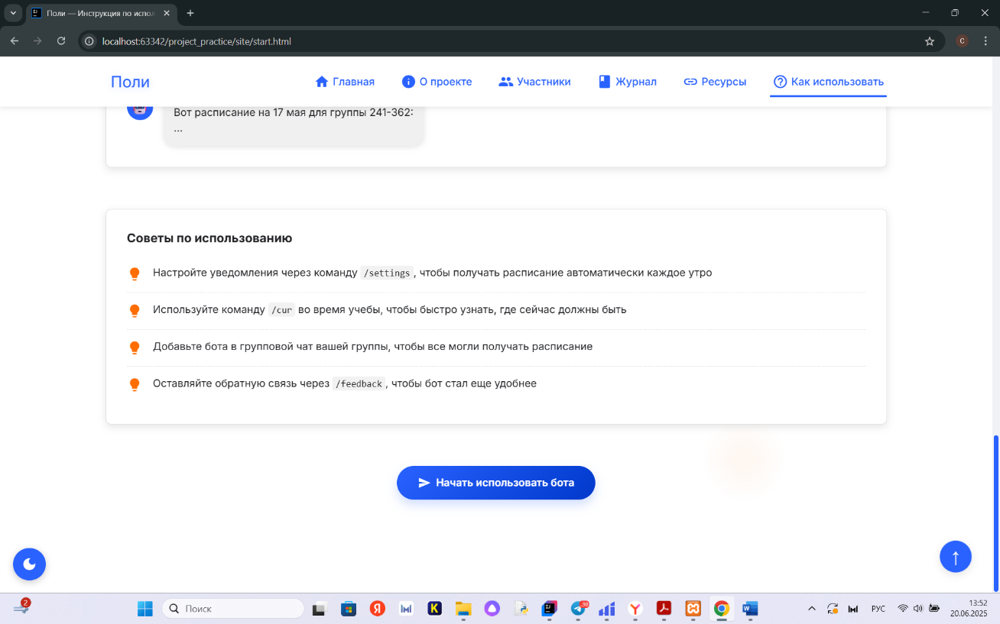 Поли — Инструкция по испол
localhost:63342/project_practice/site/start.html
C
Поли
Главная
О проекте
Участники
Журнал
Ресурсы
Как использовать
Вот расписание на 17 мая для группы 241-362:
...
Советы по использованию
Настройте уведомления через команду /settings, чтобы получать расписание автоматически каждое утро
Используйте команду /cur во время учебы, чтобы быстро узнать, где сейчас должны быть
Добавьте бота в групповой чат вашей группы, чтобы все могли получать расписание
Оставляйте обратную связь через /feedback, чтобы бот стал еще удобнее
Начать использовать бота
2
Поиск
98
РУС
13:52
20.06.2025